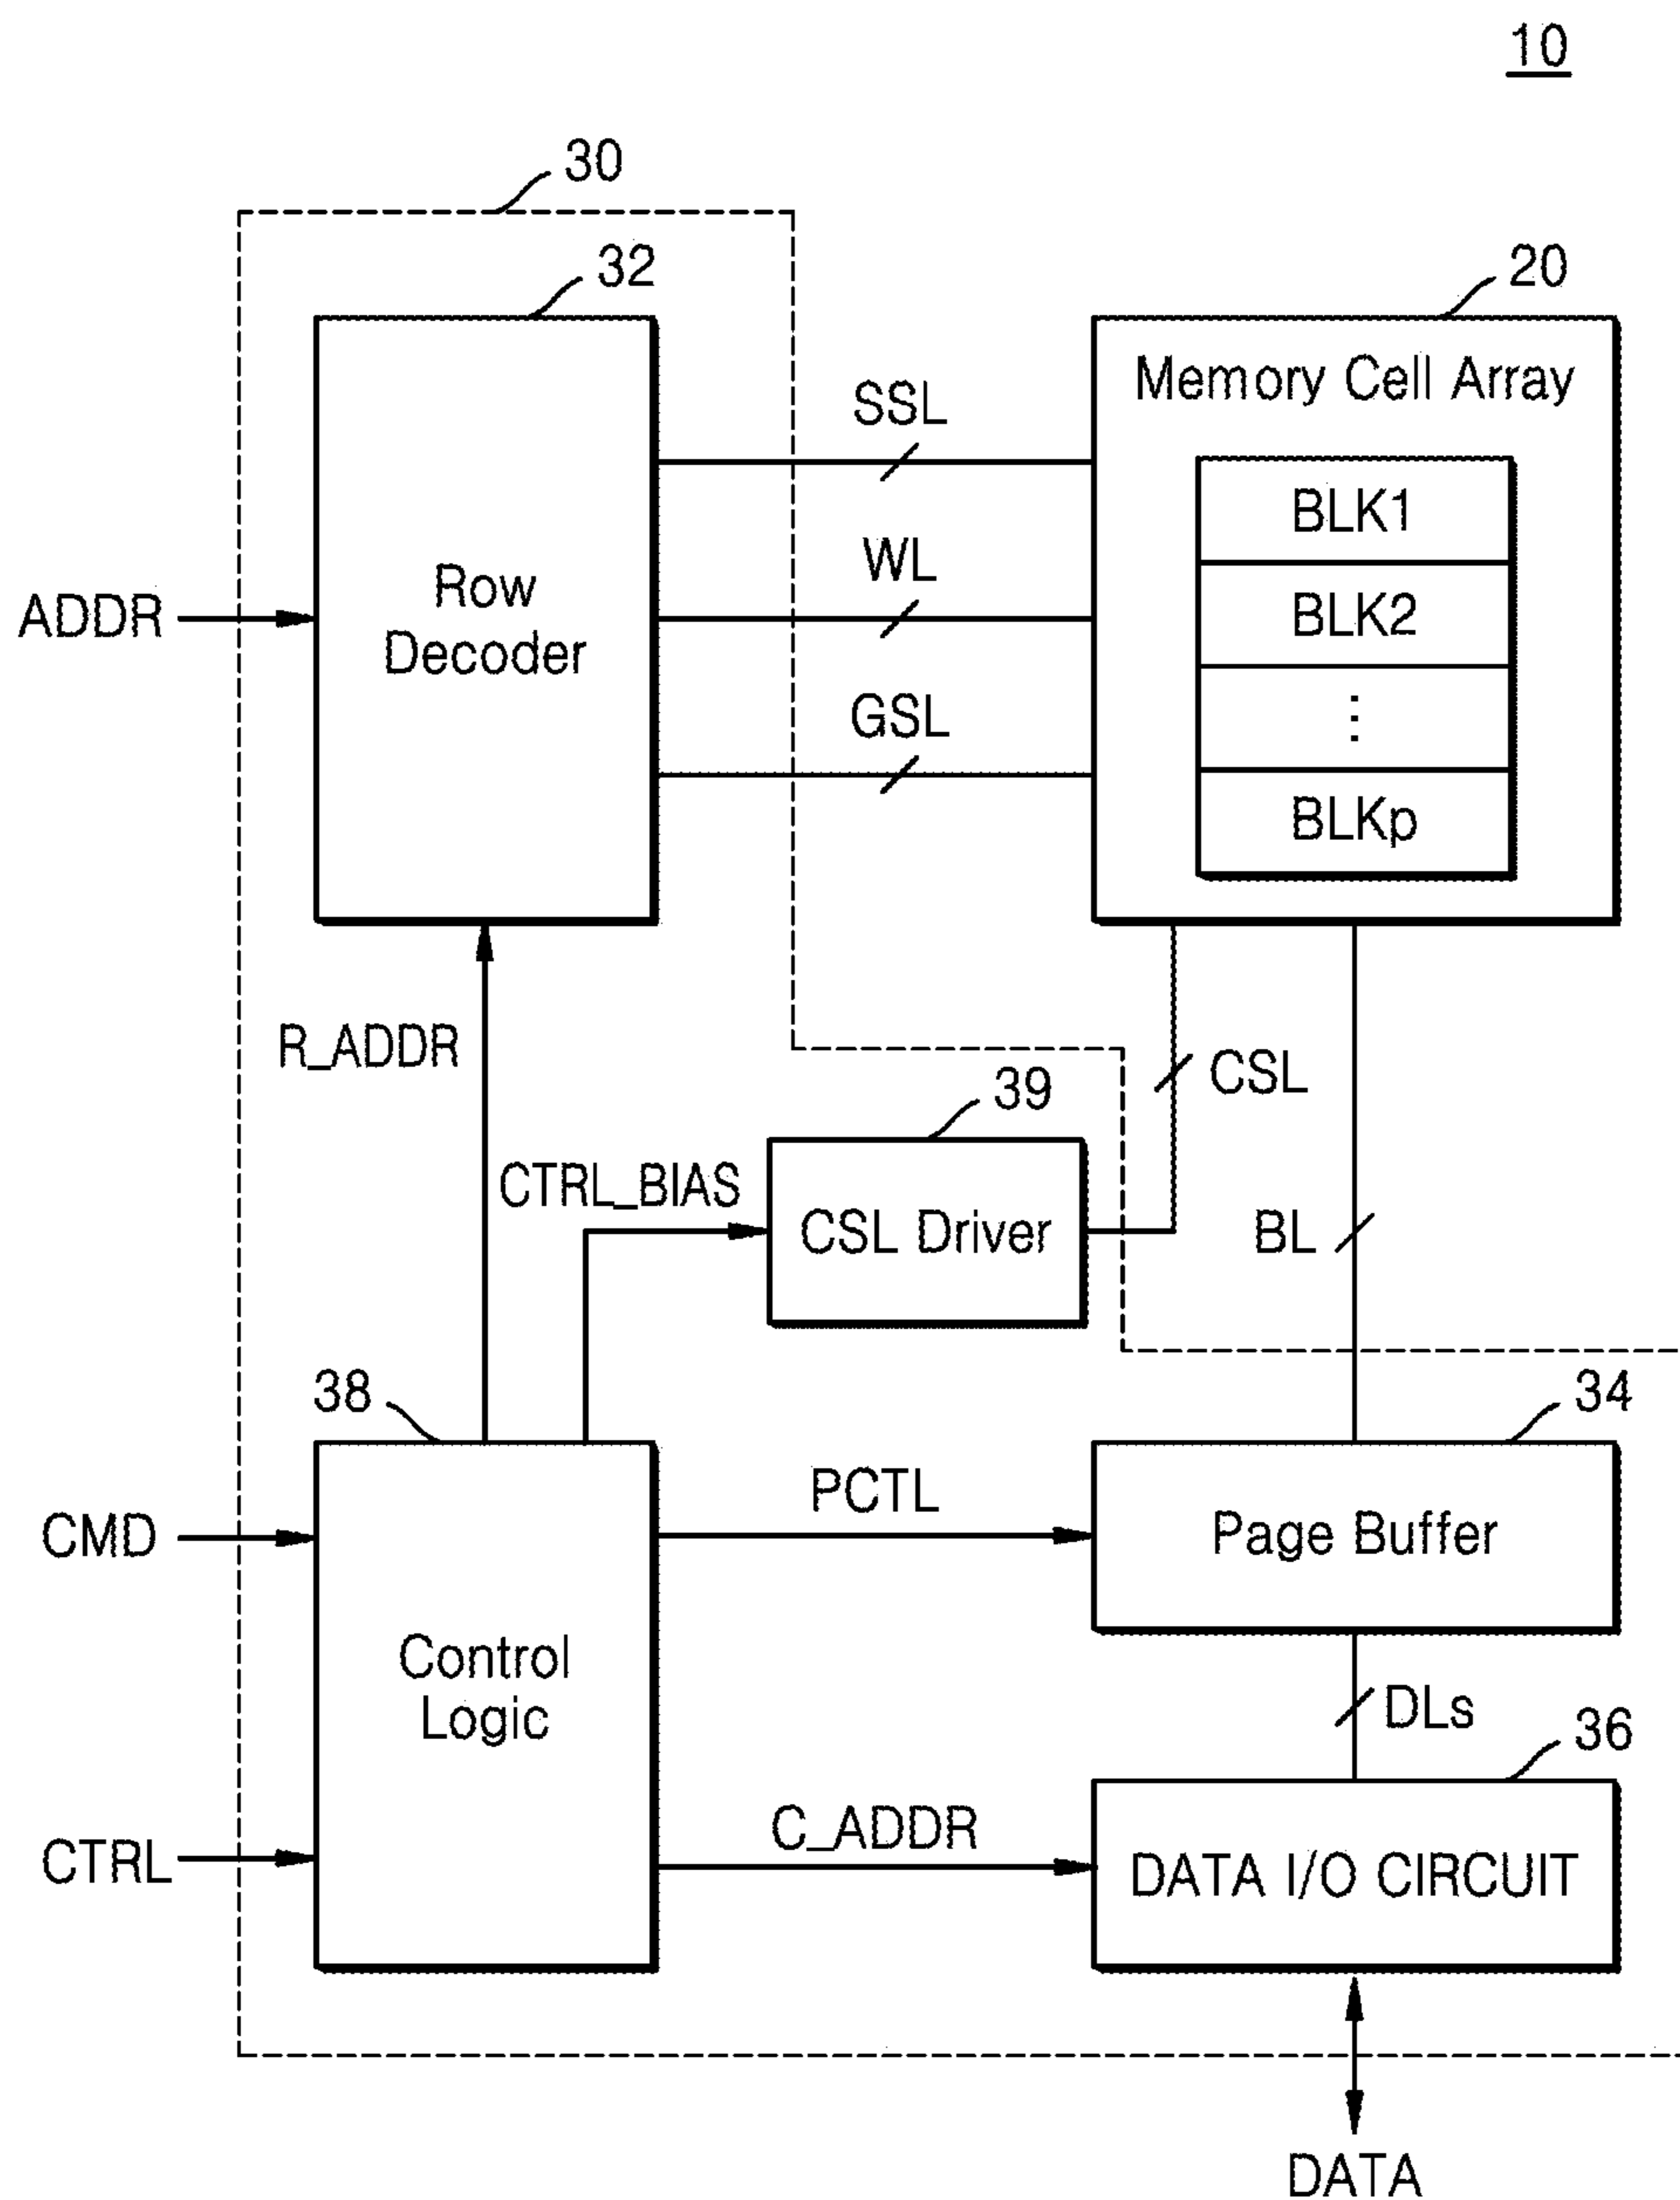 10
30
32
20
Memory Cell Array
SSL
BLK1
WL
Row
Decoder
ADDR
BLK2
GSL
⋮
BLKp
R_ADDR
CSL
39
CTRL_BIAS
CSL Driver
BL
38
34
PCTL
CMD
Page Buffer
Control
Logic
DLs
36
C_ADDR
CTRL
DATA I/O CIRCUIT
DATA